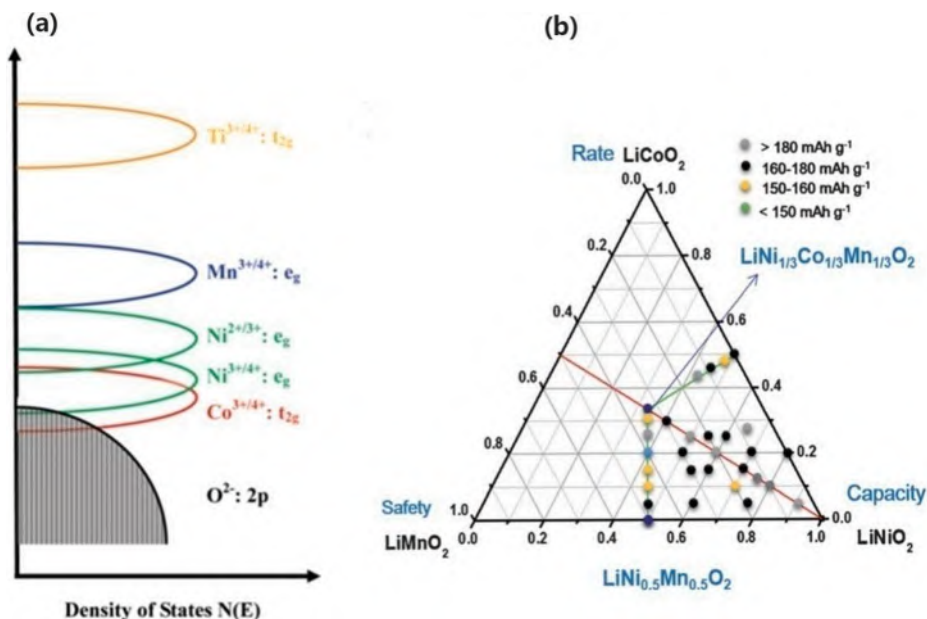 (a)
Ti3+/4+: t2g
Mn3+/4+: eg
Ni2+/3+: eg
Ni3+/4+: eg
Co3+/4+: t2g
O2-: 2p
Density of States N(E)
(b)
Rate LiCoO2
> 180 mAh g-1
160-180 mAh g-1
150-160 mAh g-1
< 150 mAh g-1
LiNi1/3Co1/3Mn1/3O2
0.0 1.0
0.2 0.8
0.4 0.6
0.6 0.4
0.8 0.2
Safety 1.0
Capacity 0.0
LiMnO2
LiNiO2
0.0 0.2 0.4 0.6 0.8 1.0
LiNi0.5Mn0.5O2